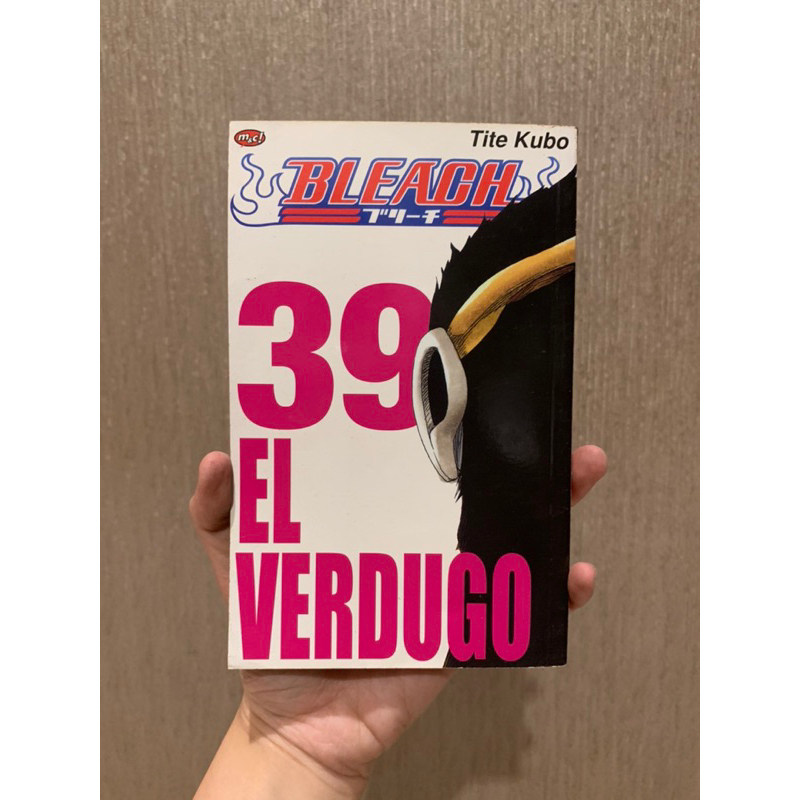 m&c!
Tite Kubo
BLEACH
ブリーチ
39
EL
VERDUGO